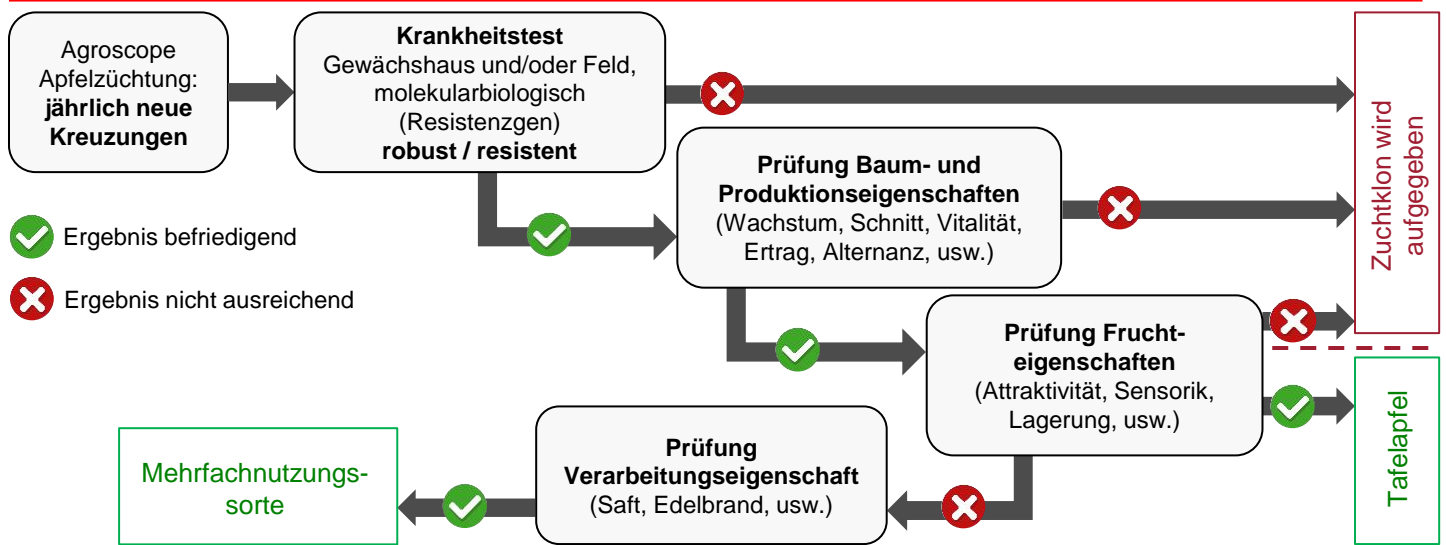 Agroscope
Apfelzüchtung:
jährlich neue
Kreuzungen
Krankheitstest
Gewächshaus und/oder Feld,
molekularbiologisch
(Resistenzgen)
robust / resistent
Prüfung Baum- und
Produktionseigenschaften
(Wachstum, Schnitt, Vitalität,
Ertrag, Alternanz, usw.)
Zuchtklon wird
aufgegeben
Ergebnis befriedigend
Ergebnis nicht ausreichend
Prüfung Frucht-
eigenschaften
(Attraktivität, Sensorik,
Lagerung, usw.)
Tafelapfel
Prüfung
Verarbeitungseigenschaft
(Saft, Edelbrand, usw.)
Mehrfachnutzungs-
sorte